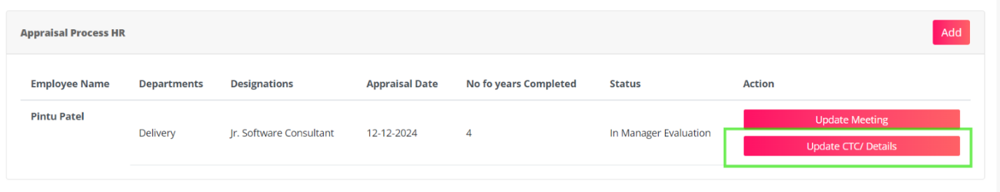 Appraisal Process HR
Add
Employee Name Departments Designations Appraisal Date No fo years Completed Status Action
Pintu Patel
Update Meeting
Delivery Jr. Software Consultant 12-12-2024 4 In Manager Evaluation
Update CTC/ Details